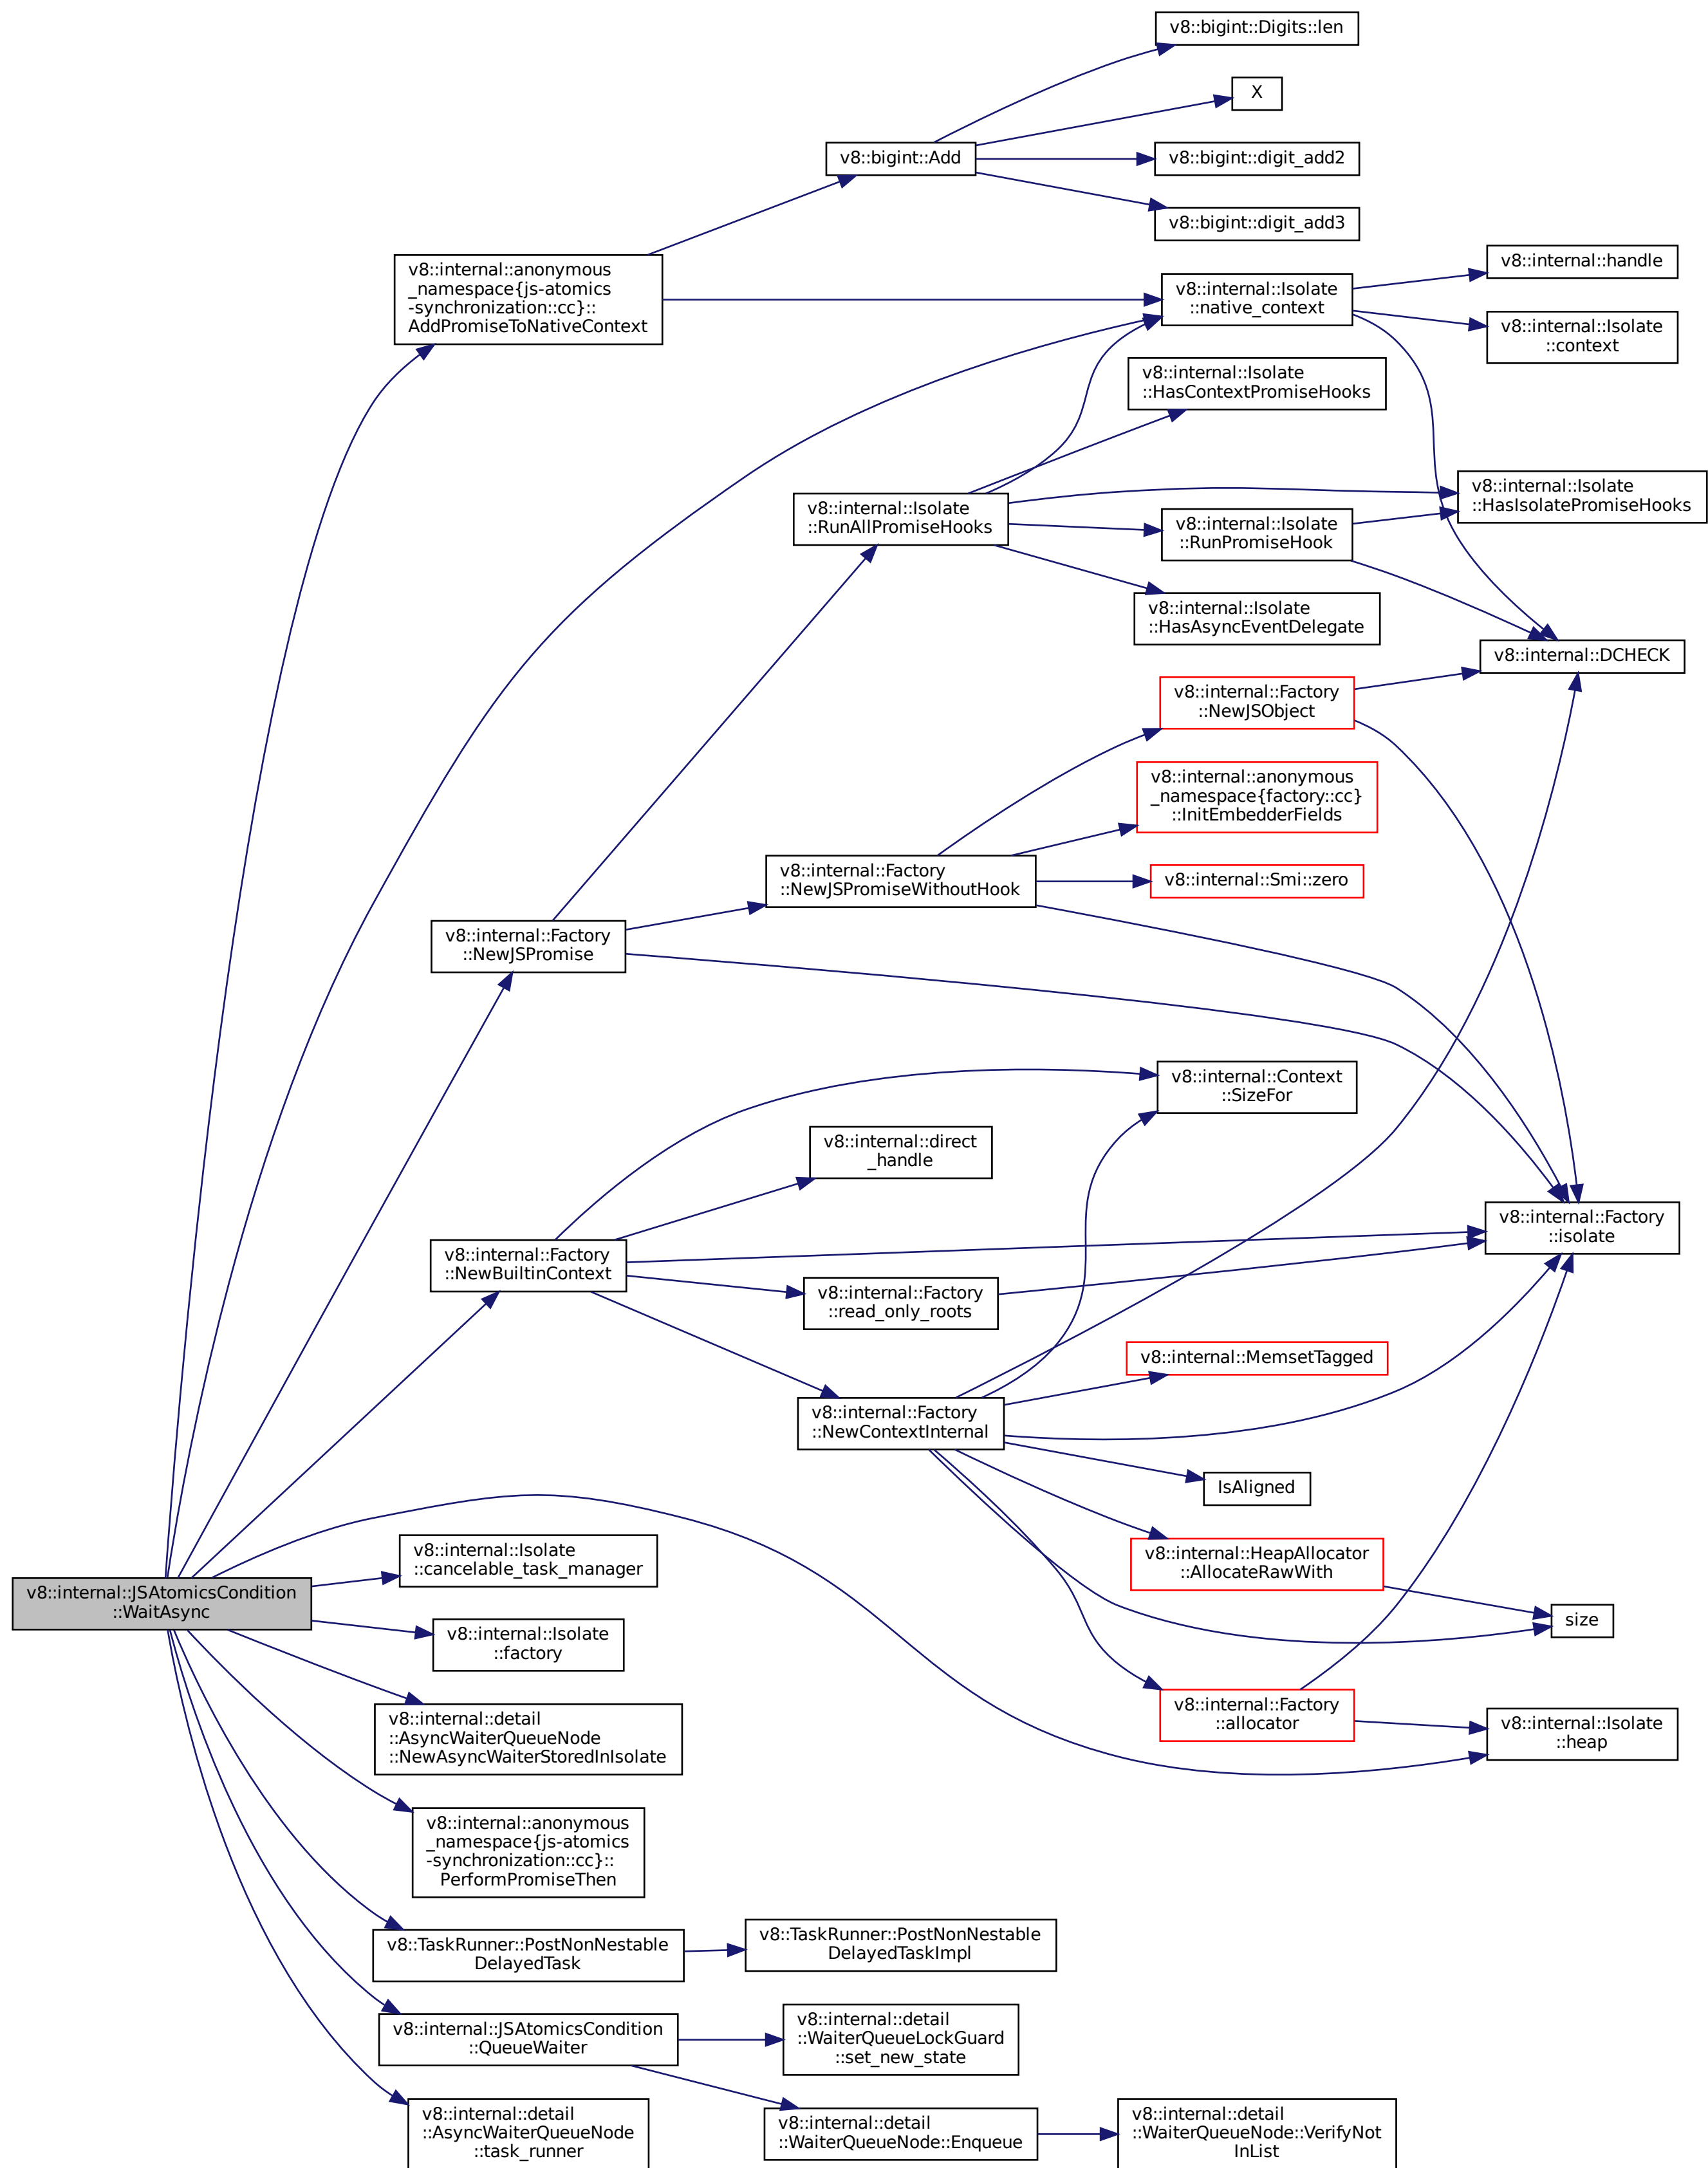 v8::bigint::Digits::len
X
v8::bigint::Add
v8::bigint::digit_add2
v8::bigint::digit_add3
v8::internal::anonymous
_namespace{js-atomics
-synchronization::cc}::
AddPromiseToNativeContext
v8::internal::Isolate
::native_context
v8::internal::handle
v8::internal::Isolate
::context
v8::internal::Isolate
::HasContextPromiseHooks
v8::internal::Isolate
::RunAllPromiseHooks
v8::internal::Isolate
::HasIsolatePromiseHooks
v8::internal::Isolate
::RunPromiseHook
v8::internal::Isolate
::HasAsyncEventDelegate
v8::internal::DCHECK
v8::internal::Factory
::NewJSObject
v8::internal::anonymous
_namespace{factory::cc}
::InitEmbedderFields
v8::internal::Factory
::NewJSPromiseWithoutHook
v8::internal::Smi::zero
v8::internal::Factory
::NewJSPromise
v8::internal::Context
::SizeFor
v8::internal::direct
_handle
v8::internal::Factory
::isolate
v8::internal::Factory
::NewBuiltinContext
v8::internal::Factory
::read_only_roots
v8::internal::MemsetTagged
v8::internal::Factory
::NewContextInternal
IsAligned
v8::internal::HeapAllocator
::AllocateRawWith
v8::internal::Isolate
::cancelable_task_manager
v8::internal::JSAtomicsCondition
::WaitAsync
size
v8::internal::Isolate
::factory
v8::internal::Factory
::allocator
v8::internal::Isolate
::heap
v8::internal::detail
::AsyncWaiterQueueNode
::NewAsyncWaiterStoredInIsolate
v8::internal::anonymous
_namespace{js-atomics
-synchronization::cc}::
PerformPromiseThen
v8::TaskRunner::PostNonNestable
DelayedTask
v8::TaskRunner::PostNonNestable
DelayedTaskImpl
v8::internal::JSAtomicsCondition
::QueueWaiter
v8::internal::detail
::WaiterQueueLockGuard
::set_new_state
v8::internal::detail
::AsyncWaiterQueueNode
::task_runner
v8::internal::detail
::WaiterQueueNode::Enqueue
v8::internal::detail
::WaiterQueueNode::VerifyNot
InList